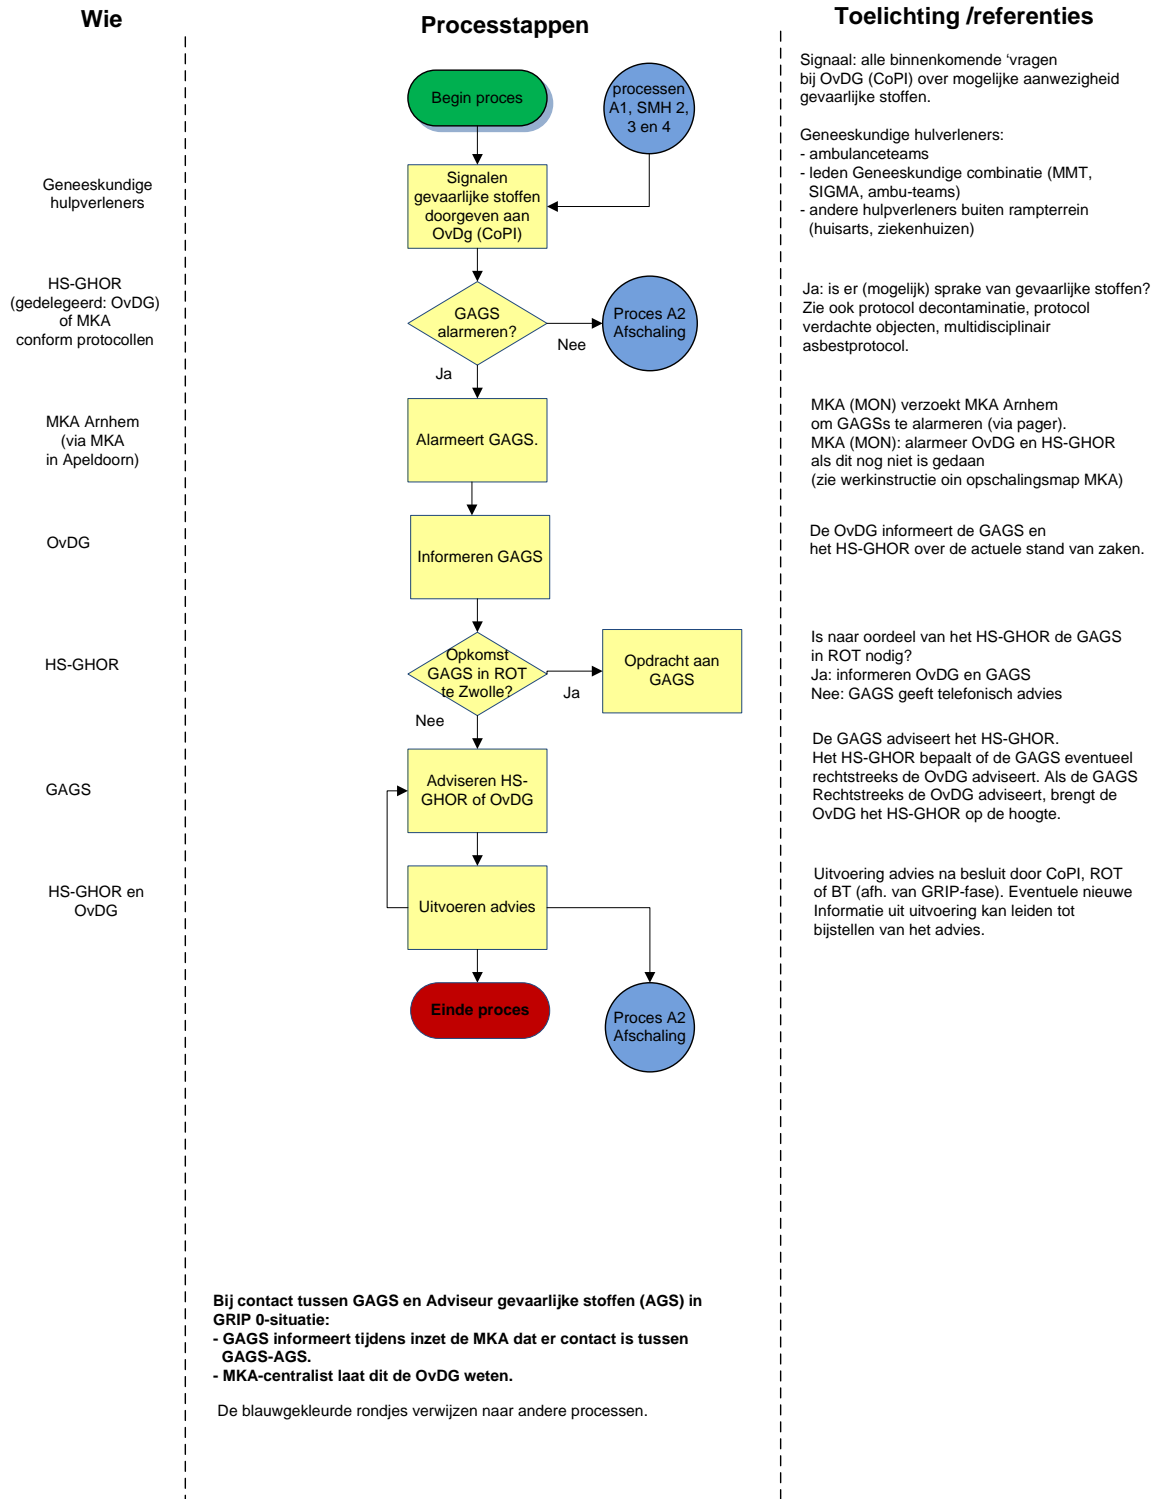 Wie
Processtappen
Toelichting /referenties
Begin proces
processen
A1, SMH 2,
3 en 4
Signaal: alle binnenkomende ‘vragen
bij OvDG (CoPI) over mogelijke aanwezigheid
gevaarlijke stoffen.
Geneeskundige hulverleners:
- ambulanceteams
- leden Geneeskundige combinatie (MMT,
SIGMA, ambu-teams)
- andere hulpverleners buiten rampterrein
(huisarts, ziekenhuizen)
Geneeskundige
hulpverleners
Signalen
gevaarlijke stoffen
doorgeven aan
OvDg (CoPI)
HS-GHOR
(gedelegeerd: OvDG)
of MKA
conform protocollen
GAGS
alarmeren?
Nee
Ja
Proces A2
Afschaling
Ja: is er (mogelijk) sprake van gevaarlijke stoffen?
Zie ook protocol decontaminatie, protocol
verdachte objecten, multidisciplinair
asbestprotocol.
MKA Arnhem
(via MKA
in Apeldoorn)
Alarmeert GAGS.
MKA (MON) verzoekt MKA Arnhem
om GAGSs te alarmeren (via pager).
MKA (MON): alarmeer OvDG en HS-GHOR
als dit nog niet is gedaan
(zie werkinstructie oin opschalingsmap MKA)
OvDG
Informeren GAGS
De OvDG informeert de GAGS en
het HS-GHOR over de actuele stand van zaken.
HS-GHOR
Opkomst
GAGS in ROT
te Zwolle?
Ja
Nee
Opdracht aan
GAGS
Is naar oordeel van het HS-GHOR de GAGS
in ROT nodig?
Ja: informeren OvDG en GAGS
Nee: GAGS geeft telefonisch advies
GAGS
Adviseren HS-
GHOR of OvDG
De GAGS adviseert het HS-GHOR.
Het HS-GHOR bepaalt of de GAGS eventueel
rechtstreeks de OvDG adviseert. Als de GAGS
Rechtstreeks de OvDG adviseert, brengt de
OvDG het HS-GHOR op de hoogte.
HS-GHOR en
OvDG
Uitvoeren advies
Uitvoering advies na besluit door CoPI, ROT
of BT (afh. van GRIP-fase). Eventuele nieuwe
Informatie uit uitvoering kan leiden tot
bijstellen van het advies.
Einde proces
Proces A2
Afschaling
Bij contact tussen GAGS en Adviseur gevaarlijke stoffen (AGS) in
GRIP 0-situatie:
- GAGS informeert tijdens inzet de MKA dat er contact is tussen
GAGS-AGS.
- MKA-centralist laat dit de OvDG weten.
De blauwgekleurde rondjes verwijzen naar andere processen.